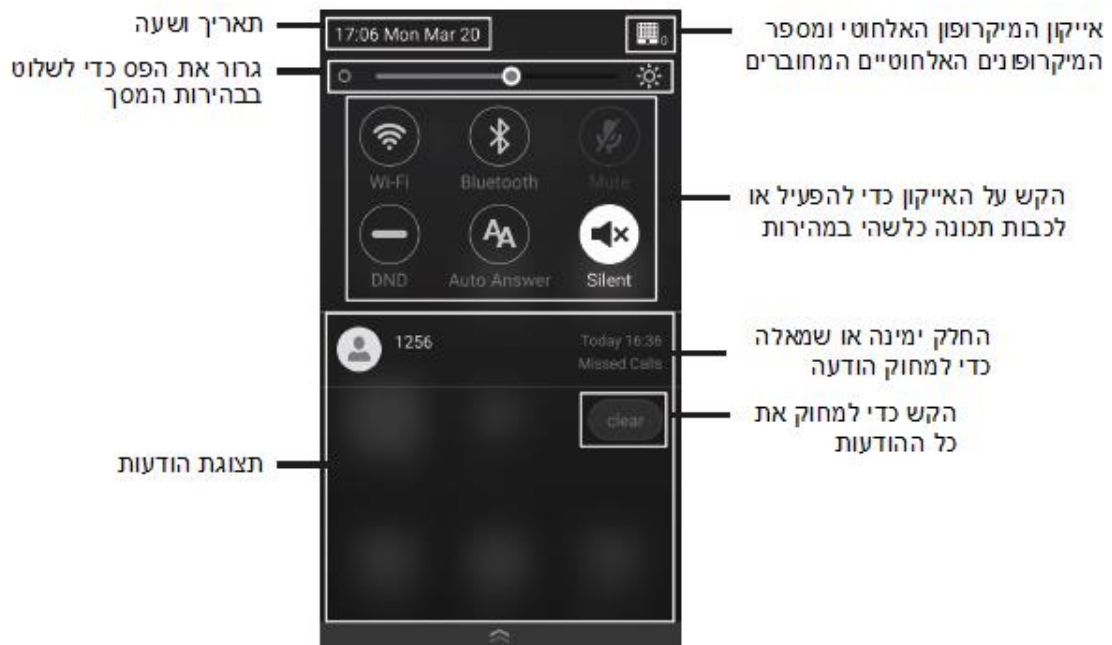 תאריך ושעה
17:06 Mon Mar 20
0
אייקון המיקרופון האלחוטי ומספר
המיקרופונים האלחוטיים המחוברים
גרור את הפס כדי לשלוט
בבהירות המסך
Wi-Fi
Bluetooth
Mute
הקש על האייקון כדי להפעיל או
לכבות תכונה כלשהי במהירות
DND
AA
Auto Answer
Silent
1256
Today 16:36
Missed Calls
החלק ימינה או שמאלה
כדי למחוק הודעה
clear
הקש כדי למחוק את
כל ההודעות
תצוגת הודעות